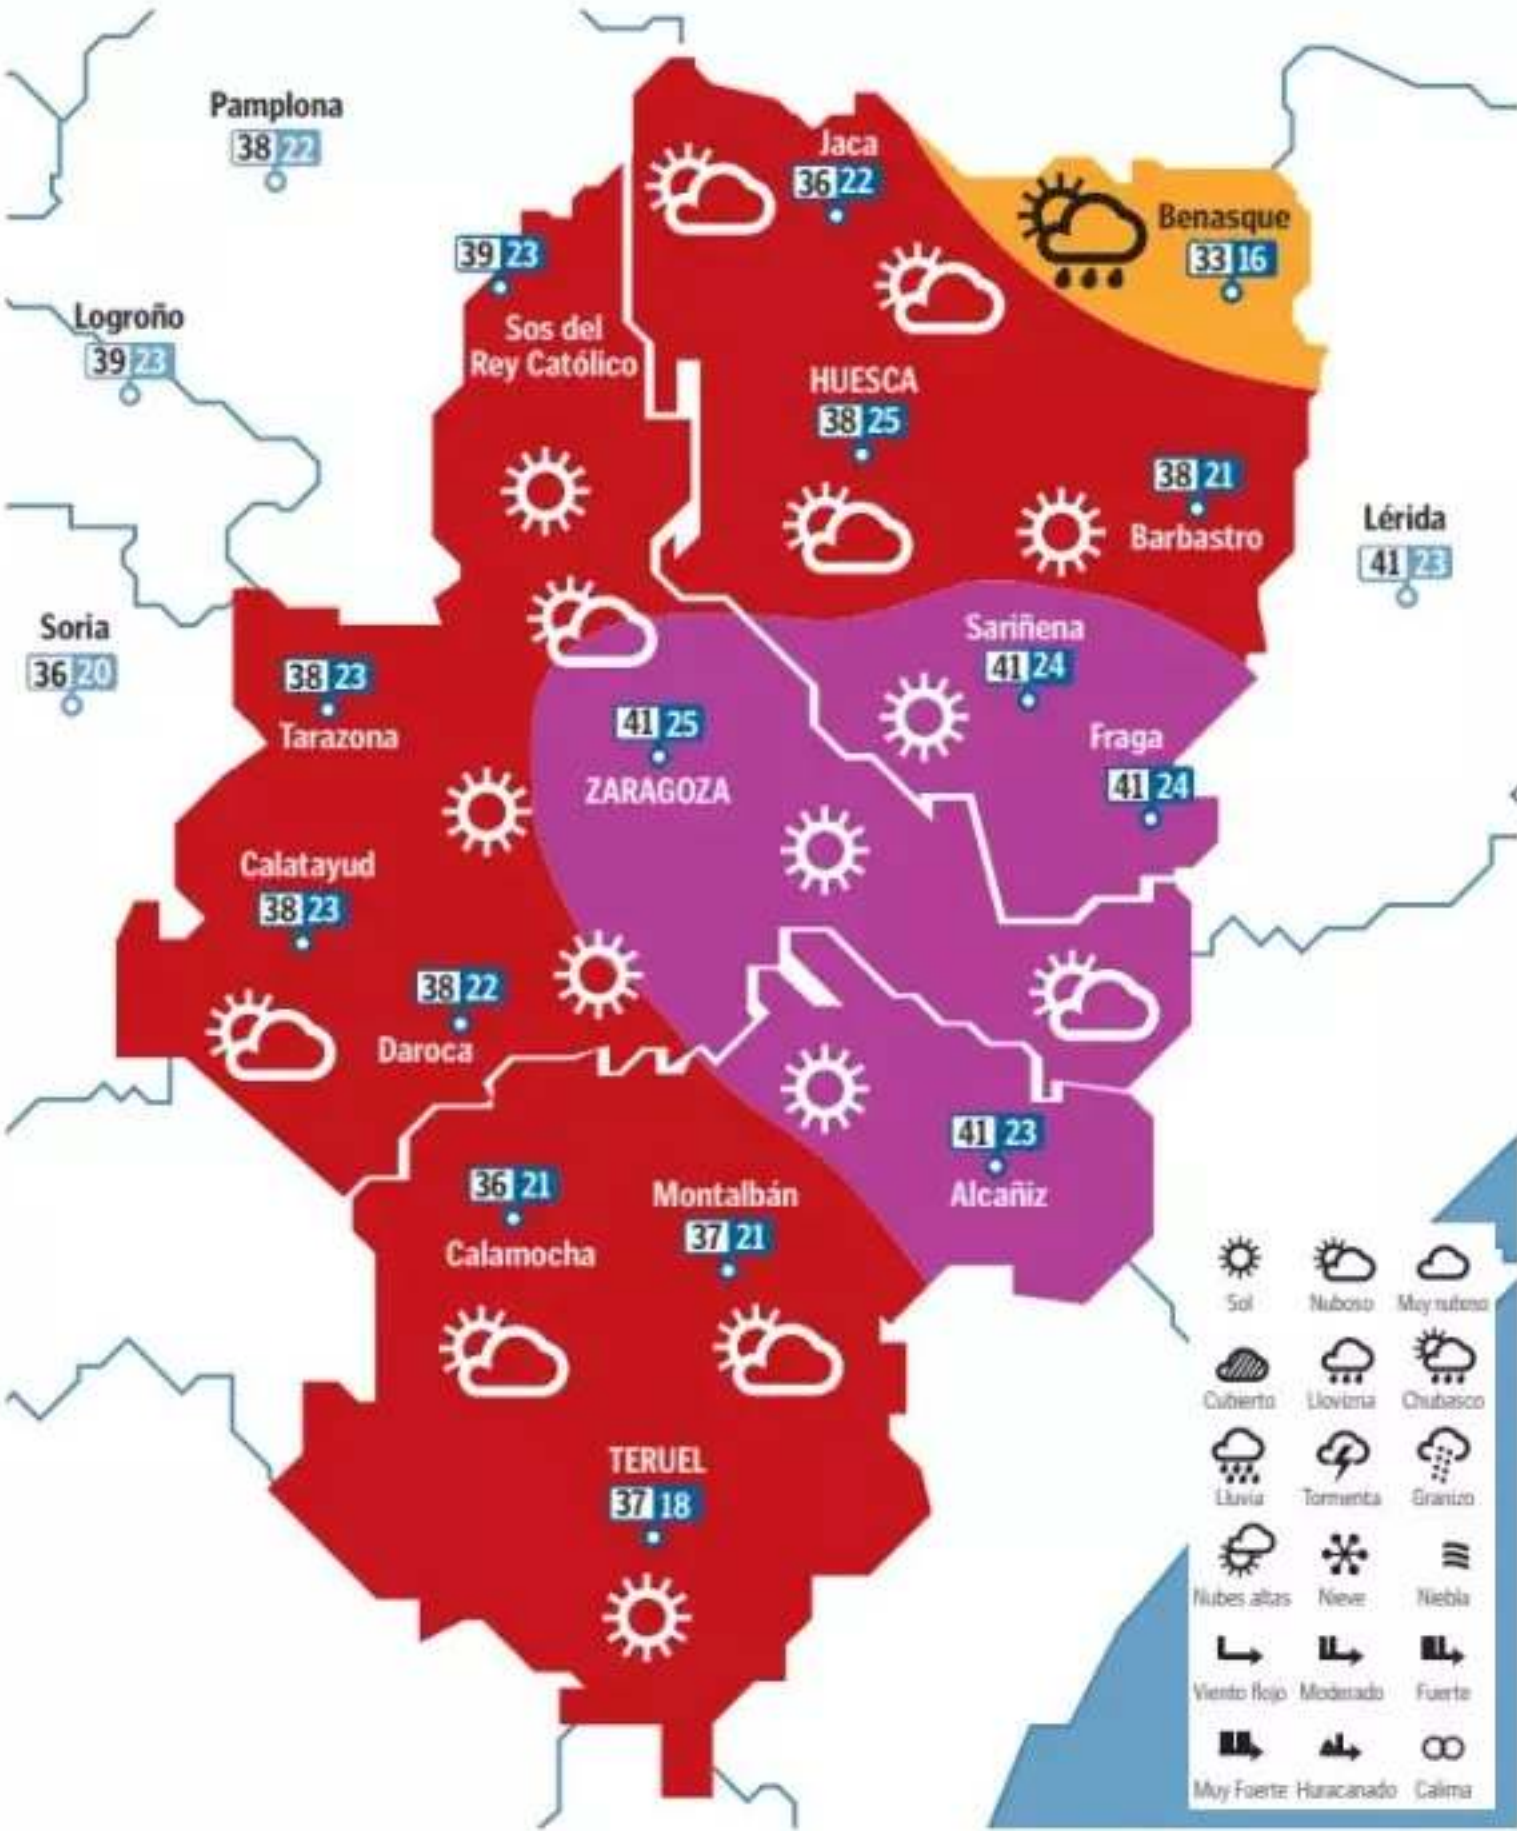 Pamplona
38 22
Jaca
36 22
Benasque
33 16
39 23
Sos del
Rey Católico
Logroño
39 23
HUESCA
38 25
38 21
Barbastro
Lérida
41 23
Soria
36 20
Sariñena
41 24
38 23
Tarazona
41 25
ZARAGOZA
Fraga
41 24
Calatayud
38 23
38 22
Daroca
41 23
Alcañiz
36 21
Calamocha
Montalbán
37 21
TERUEL
37 18
Sol Nuboso Muy nuboso
Cubierto Llovizna Chubasco
Lluvia Tormenta Granizo
Nubes altas Nieve Niebla
Viento flojo Moderado Fuerte
Muy Fuerte Huracanado Calima